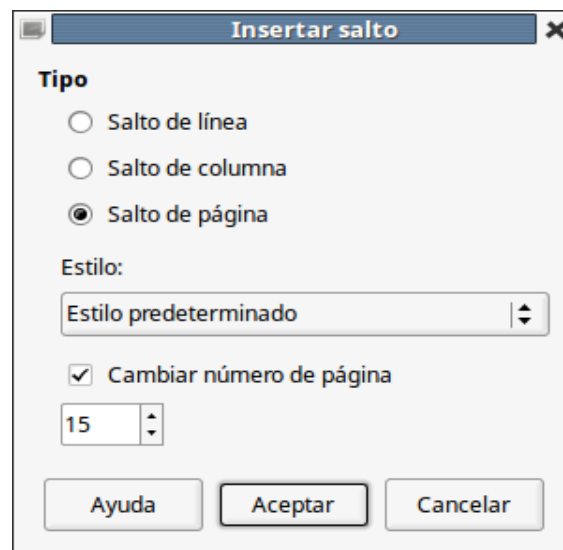 Insertar salto
Tipo
Salto de línea
Salto de columna
Salto de página
Estilo:
Estilo predeterminado
Cambiar número de página
15
Ayuda Aceptar Cancelar